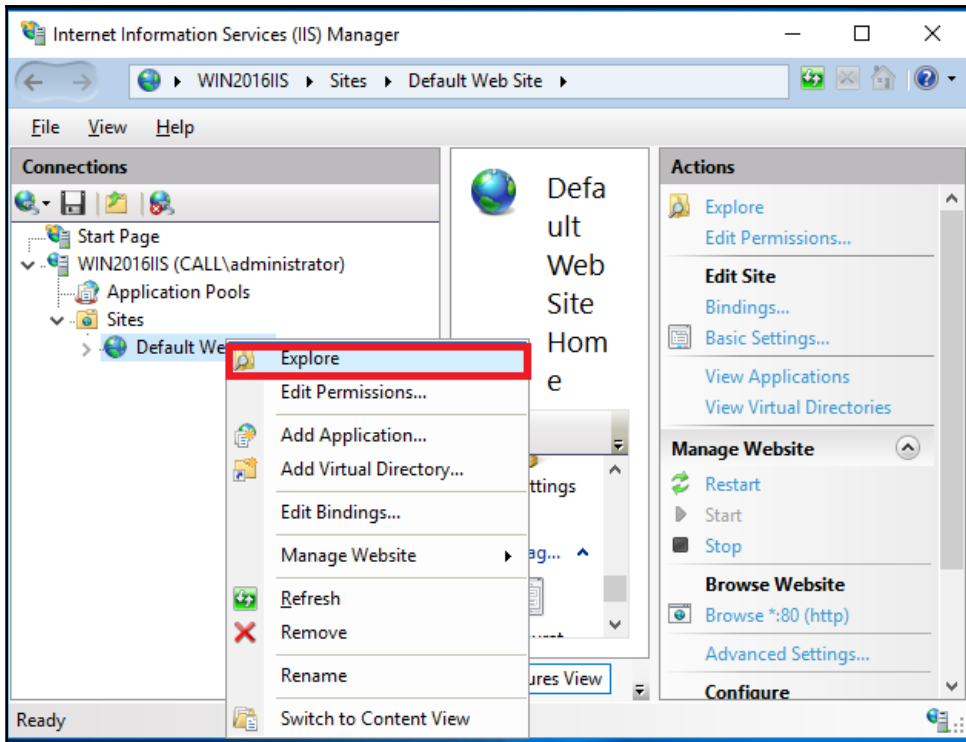 Internet Information Services (IIS) Manager
WIN2016IIS
Sites
Default Web Site
File View Help
Connections
Start Page
WIN2016IIS (CALL\administrator)
Application Pools
Sites
Default We
Explore
Edit Permissions...
Add Application...
Add Virtual Directory...
Edit Bindings...
Manage Website
Refresh
Remove
Rename
Switch to Content View
Defa
ult
Web
Site
Hom
e
ttings
ag...
ures View
Actions
Explore
Edit Permissions...
Edit Site
Bindings...
Basic Settings...
View Applications
View Virtual Directories
Manage Website
Restart
Start
Stop
Browse Website
Browse *:80 (http)
Advanced Settings...
Configure
Ready